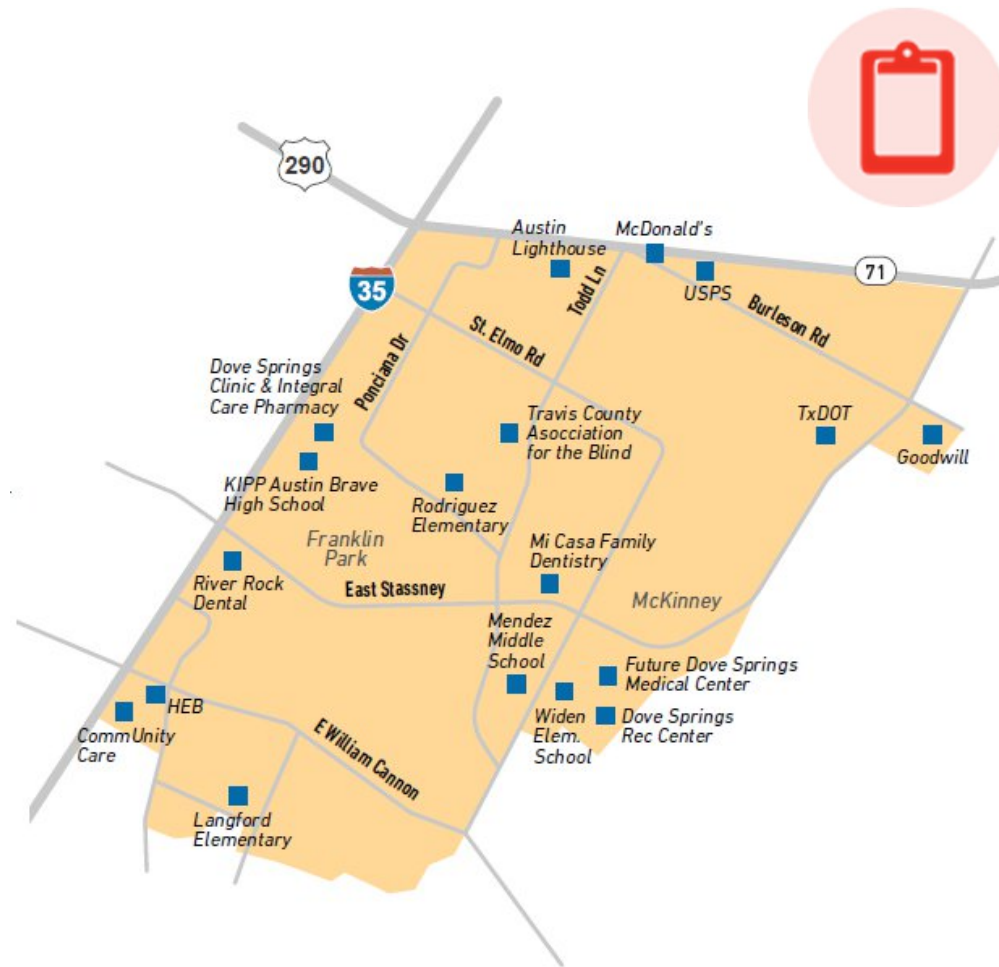 290
Austin
Lighthouse
McDonald's
71
35
USPS
Todd Ln
Burleson Rd
St. Elmo Rd
Ponciana Dr
Dove Springs
Clinic & Integral
Care Pharmacy
Travis County
Asocciation
for the Blind
TxDOT
Goodwill
KIPP Austin Brave
High School
Rodriguez
Elementary
Franklin
Park
Mi Casa Family
Dentistry
River Rock
Dental
East Stassney
McKinney
Mendez
Middle
School
Future Dove Springs
Medical Center
HEB
Widen
Elem.
School
Dove Springs
Rec Center
CommUnity
Care
E William Cannon
Langford
Elementary